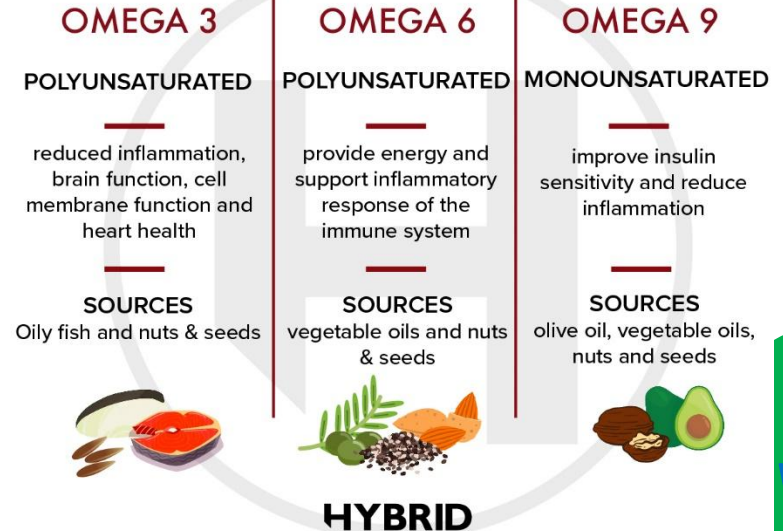 OMEGA 3
POLYUNSATURATED
reduced inflammation,
brain function, cell
membrane function and
heart health
SOURCES
Oily fish and nuts & seeds
OMEGA 6
POLYUNSATURATED
provide energy and
support inflammatory
response of the
immune system
SOURCES
vegetable oils and nuts
& seeds
OMEGA 9
MONOUNSATURATED
improve insulin
sensitivity and reduce
inflammation
SOURCES
olive oil, vegetable oils,
nuts and seeds
HYBRID